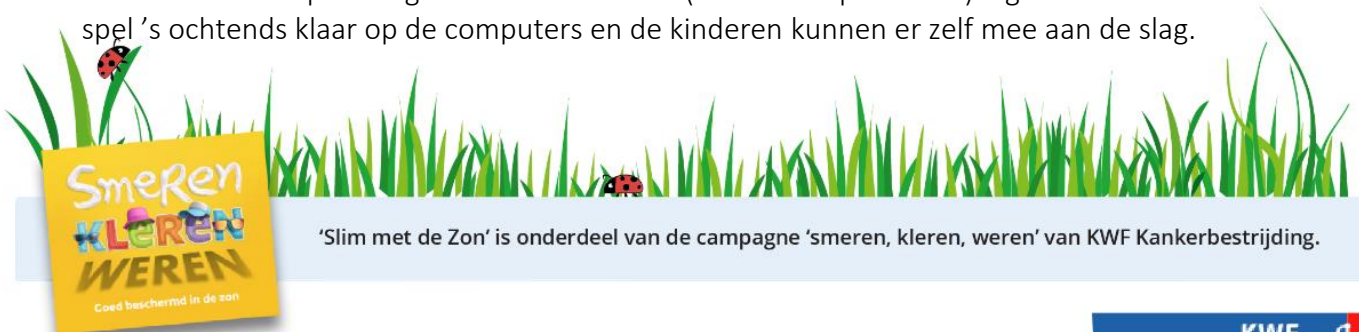 spel ’s ochtends klaar op de computers en de kinderen kunnen er zelf mee aan de slag.
SmeRen
KLEREN
WEREN
Goed beschermd in de zon
‘Slim met de Zon’ is onderdeel van de campagne ‘smeren, kleren, weren’ van KWF Kankerbestrijding.
KWF